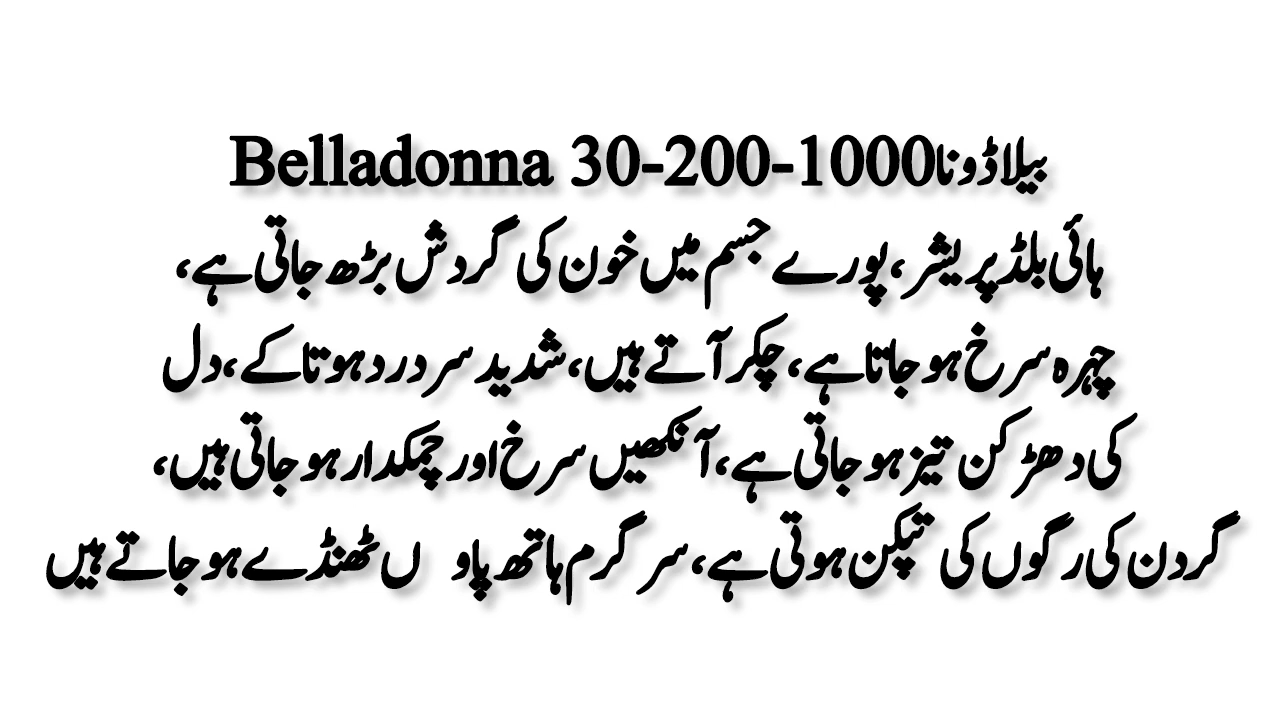 بیلاڈونا Belladonna 30-200-1000
ہائی بلڈ پریشر، پورے جسم میں خون کی گردش بڑھ جاتی ہے،
چہرہ سرخ ہو جاتا ہے، چکر آتے ہیں، شدید سر درد ہوتا کے، دل
کی دھڑکن تیز ہو جاتی ہے، آنکھیں سرخ اور چمکدار ہو جاتی ہیں،
گردن کی رگوں کی تپکن ہوتی ہے، سر گرم ہاتھ پاو ں ٹھنڈے ہو جاتے ہیں